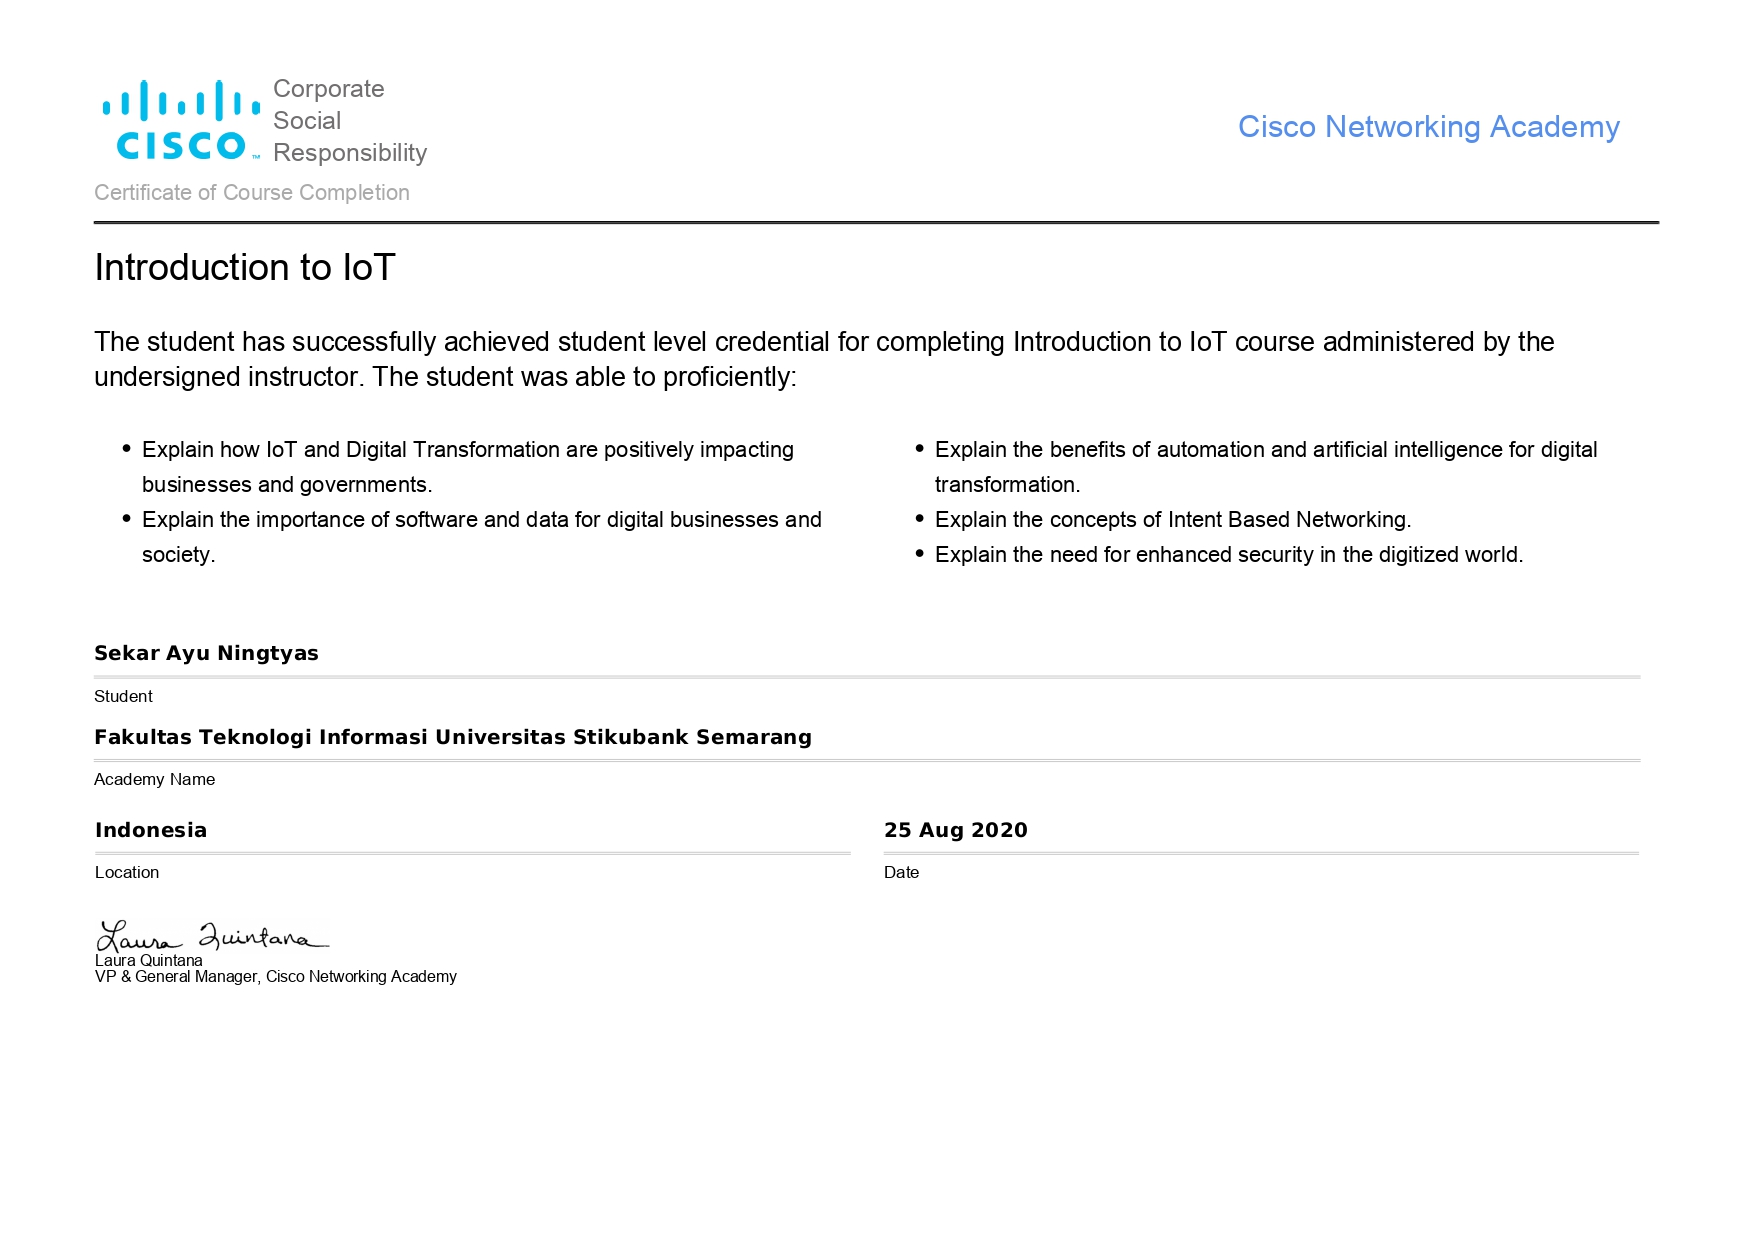 Corporate
Social
Responsibility
CISCO™
Cisco Networking Academy
Certificate of Course Completion
Introduction to IoT
The student has successfully achieved student level credential for completing Introduction to IoT course administered by the
undersigned instructor. The student was able to proficiently:
• Explain how IoT and Digital Transformation are positively impacting
businesses and governments.
• Explain the importance of software and data for digital businesses and
society.
• Explain the benefits of automation and artificial intelligence for digital
transformation.
• Explain the concepts of Intent Based Networking.
• Explain the need for enhanced security in the digitized world.
Sekar Ayu Ningtyas
Student
Fakultas Teknologi Informasi Universitas Stikubank Semarang
Academy Name
Indonesia
Location
25 Aug 2020
Date
Laura Quintana
Laura Quintana
VP & General Manager, Cisco Networking Academy